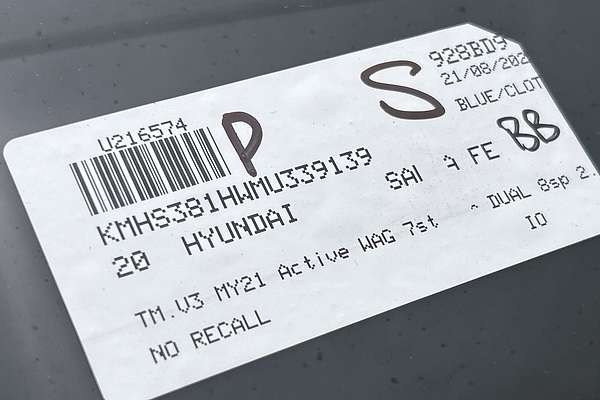 U216574
P
S
928BD9
21/08/202
BLUE/CLOT
KMHS381HWMU339139
20 HYUNDAI
SA FE
BB
TM.V3 MY21 Active WAG 7st DUAL 8sp 2.
IO
NO RECALL